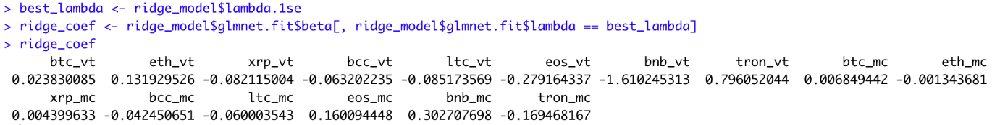 > best_lambda <- ridge_model$lambda.1se
> ridge_coef <- ridge_model$glmnet.fit$beta[, ridge_model$glmnet.fit$lambda == best_lambda]
> ridge_coef
btc_vt eth_vt xrp_vt bcc_vt ltc_vt eos_vt bnb_vt tron_vt btc_mc eth_mc
0.023830085 0.131929526 -0.082115004 -0.063202235 -0.085173569 -0.279164337 -1.610245313 0.796052044 0.006849442 -0.001343681
xrp_mc bcc_mc ltc_mc eos_mc bnb_mc tron_mc
0.004399633 -0.042450651 -0.060003543 0.160094448 0.302707698 -0.169468167